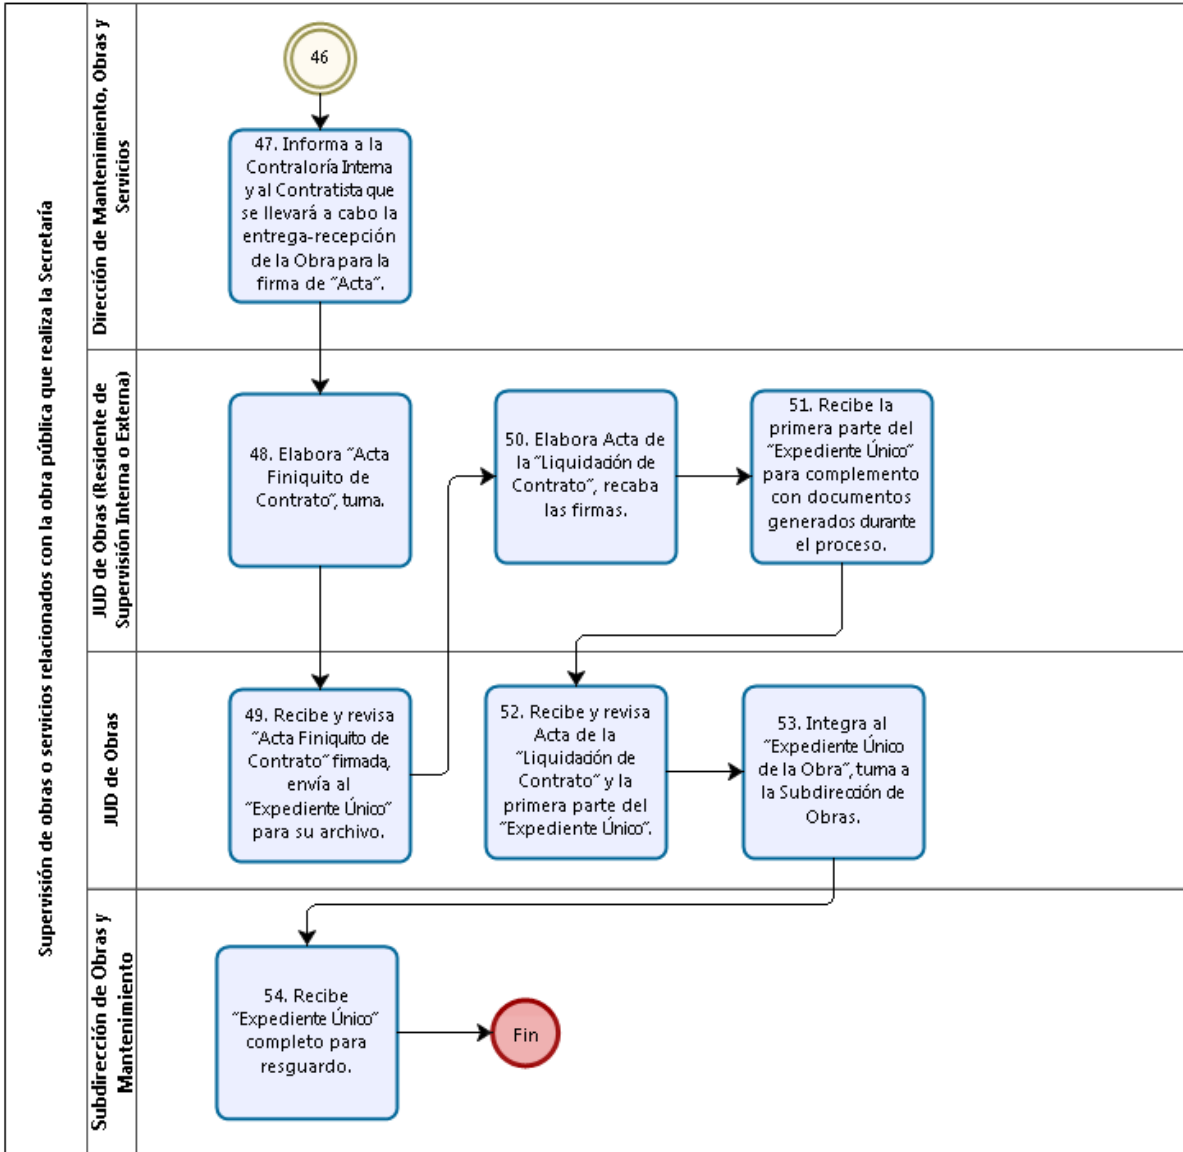 Supervisión de obras o servicios relacionados con la obra pública que realiza la Secretaría
Dirección de Mantenimiento, Obras y
Servicios
46
47. Informa a la
Contraloría Interna
y al Contratista que
se llevará a cabo la
entrega-recepción
de la Obra para la
firma de "Acta".
JUD de Obras (Residente de
Supervisión Interna o Externa)
48. Elabora "Acta
Finiquito de
Contrato", turna.
50. Elabora Acta de
la "Liquidación de
Contrato", recaba
las firmas.
51. Recibe la
primera parte del
"Expediente Único"
para complemento
con documentos
generados durante
el proceso.
JUD de Obras
49. Recibe y revisa
"Acta Finiquito de
Contrato" firmada,
envía al
"Expediente Único"
para su archivo.
52. Recibe y revisa
Acta de la
"Liquidación de
Contrato" y la
primera parte del
"Expediente Único".
53. Integra al
"Expediente Único
de la Obra", turna a
la Subdirección de
Obras.
Subdirección de Obras y
Mantenimiento
54. Recibe
"Expediente Único"
completo para
resguardo.
Fin